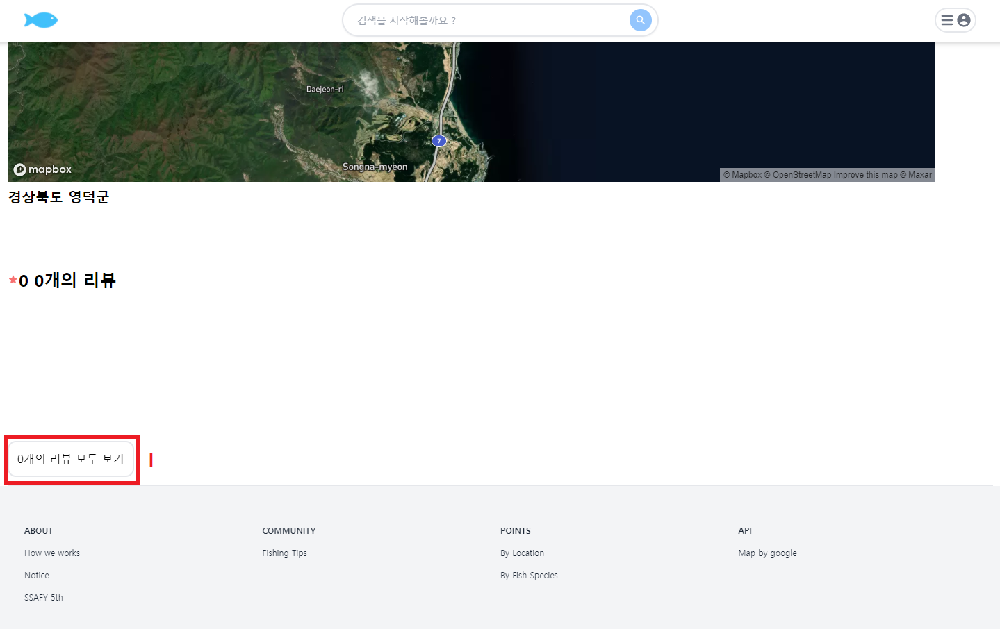 검색을 시작해볼까요 ?
Daejeon-ri
7
Songna-myeon
mapbox
© Mapbox © OpenStreetMap Improve this map © Maxar
경상북도 영덕군
0 0개의 리뷰
0개의 리뷰 모두 보기
ABOUT
How we works
Notice
SSAFY 5th
COMMUNITY
Fishing Tips
POINTS
By Location
By Fish Species
API
Map by google